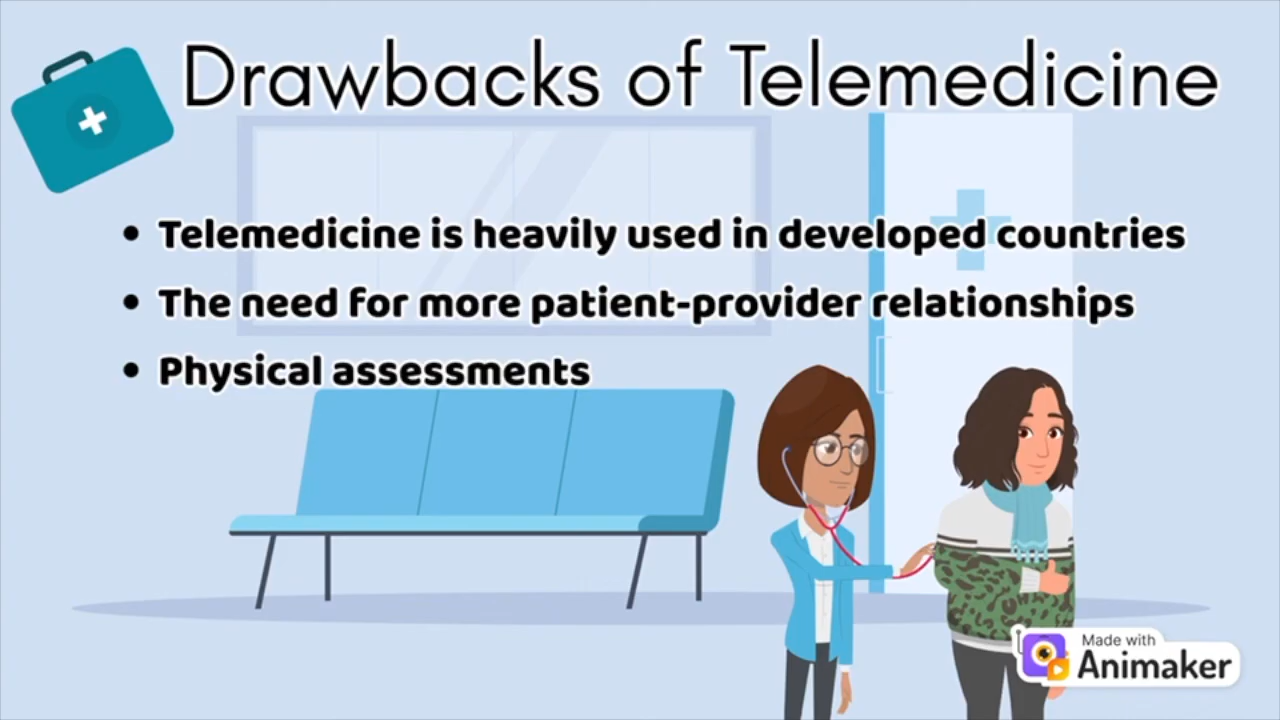 Drawbacks of Telemedicine
• Telemedicine is heavily used in developed countries
• The need for more patient-provider relationships
• Physical assessments
Made with
Animaker